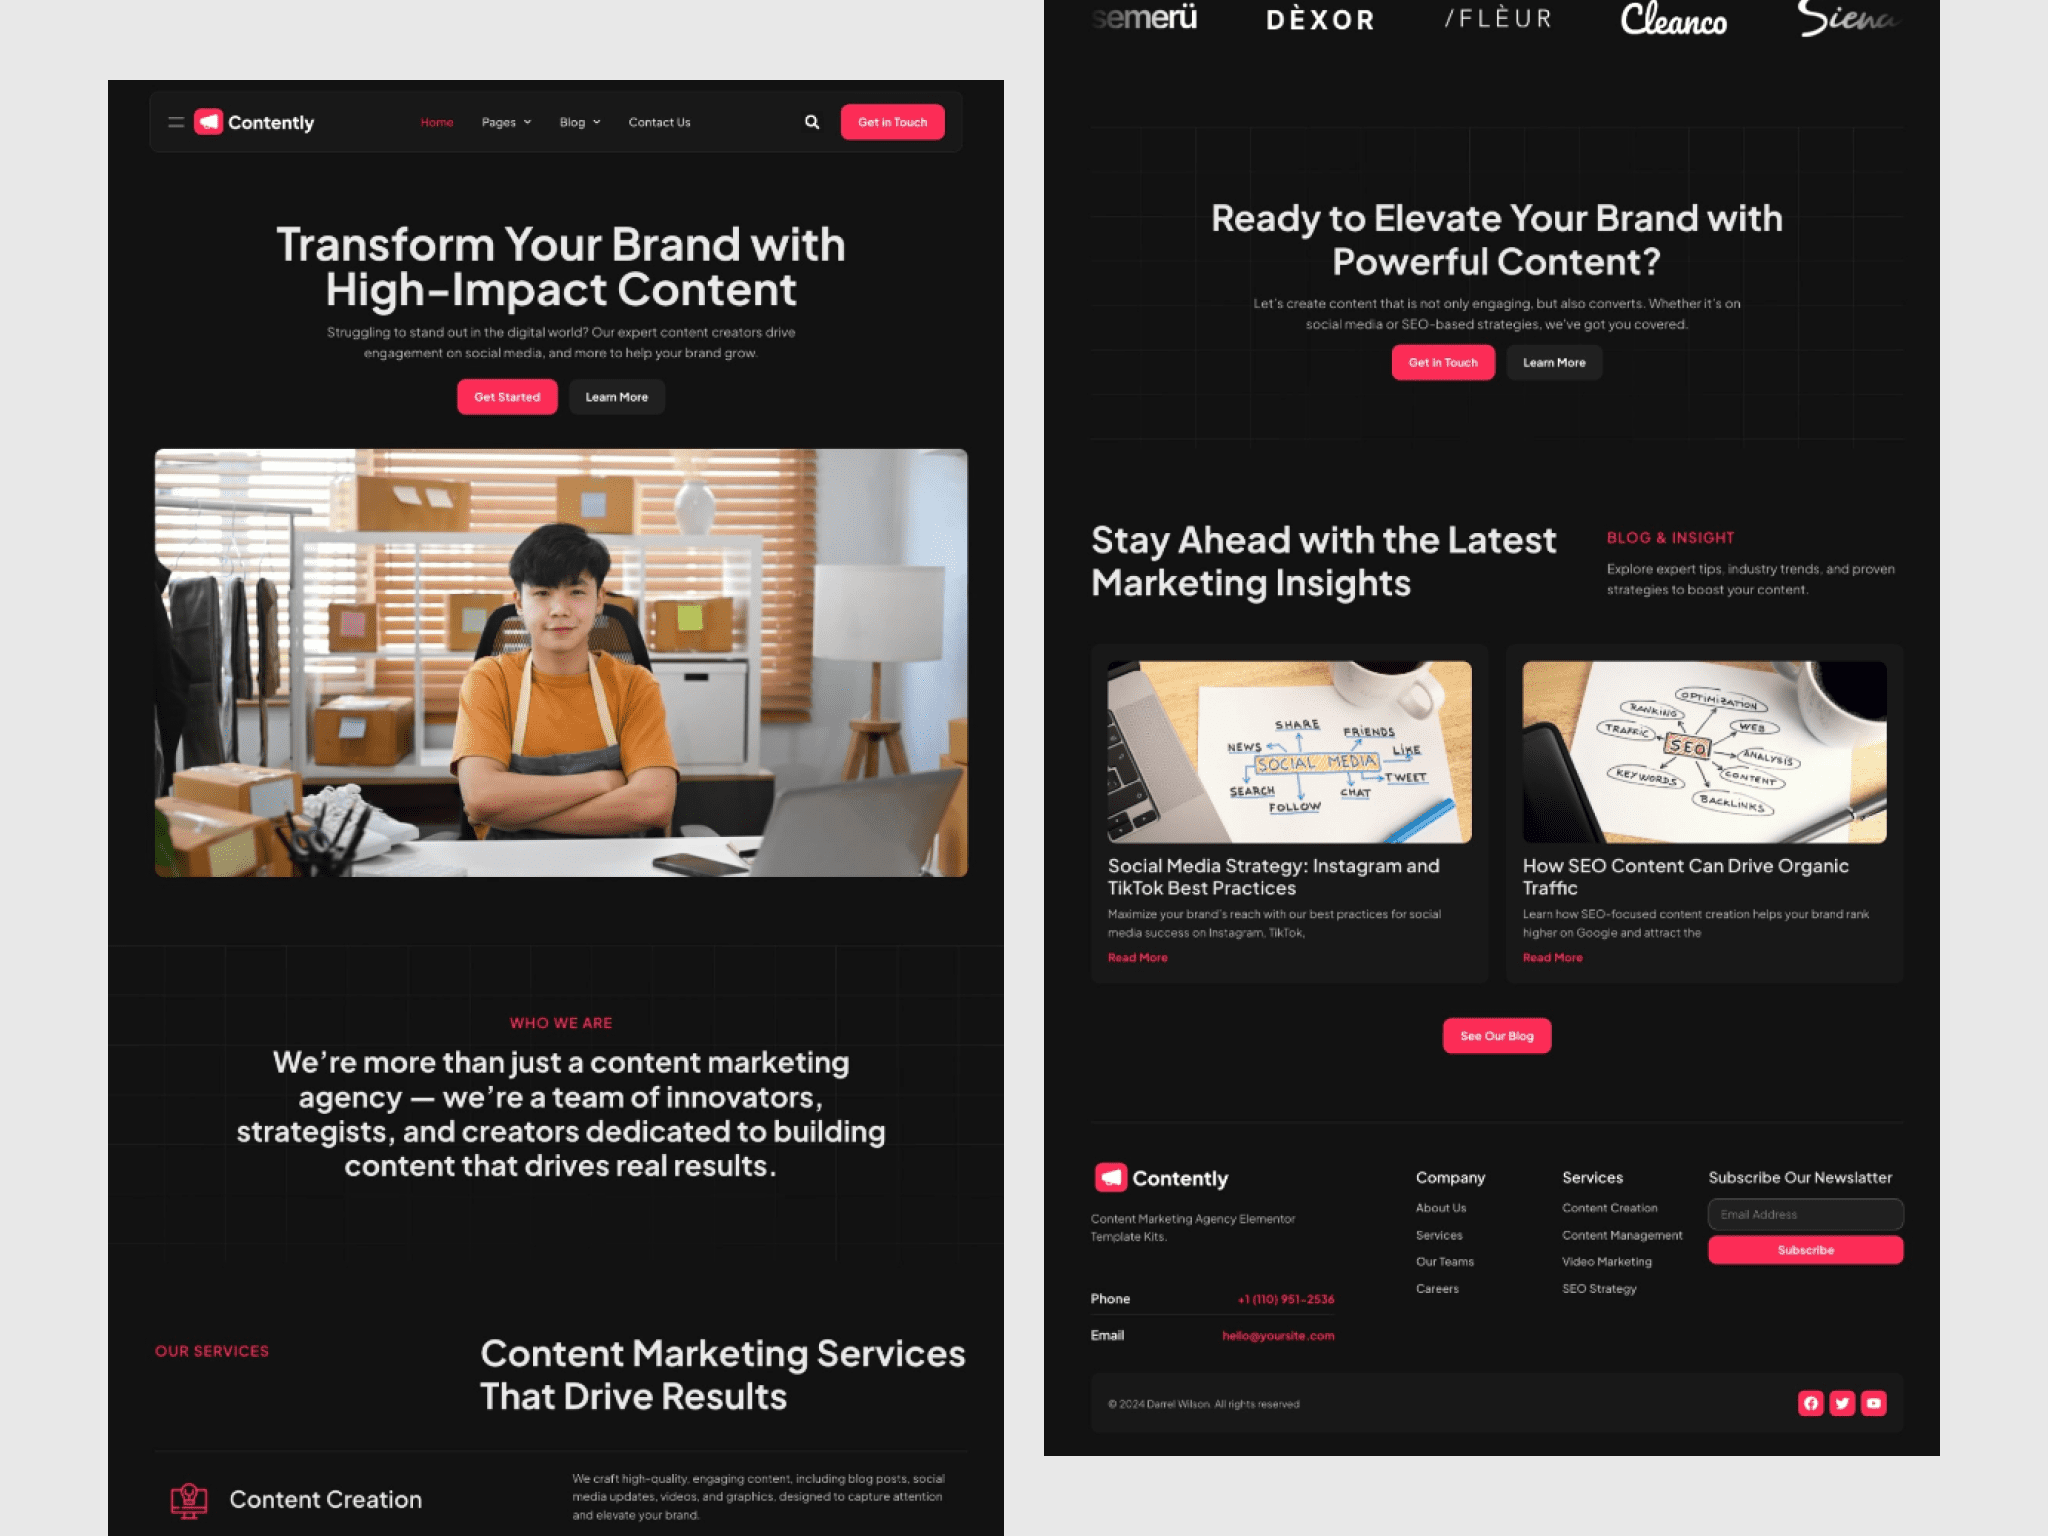 Contently
Home
Pages
Blog
Contact Us
Get in Touch
Transform Your Brand with
High-Impact Content
Struggling to stand out in the digital world? Our expert content creators drive
engagement on social media, and more to help your brand grow.
Get Started
Learn More
WHO WE ARE
We're more than just a content marketing
agency — we're a team of innovators,
strategists, and creators dedicated to building
content that drives real results.
OUR SERVICES
Content Marketing Services
That Drive Results
Content Creation
We craft high-quality, engaging content, including blog posts, social
media updates, videos, and graphics, designed to capture attention
and elevate your brand.
semerü
DÈXOR
/FLÈUR
Cleanco
Siena
Ready to Elevate Your Brand with
Powerful Content?
Let's create content that is not only engaging, but also converts. Whether it's on
social media or SEO-based strategies, we've got you covered.
Get in Touch
Learn More
Stay Ahead with the Latest
Marketing Insights
BLOG & INSIGHT
Explore expert tips, industry trends, and proven
strategies to boost your content.
SHARE
FRIENDS
NEWS
LIKE
SOCIAL MEDIA
TWEET
SEARCH
CHAT
FOLLOW
Social Media Strategy: Instagram and
TikTok Best Practices
Maximize your brand's reach with our best practices for social
media success on Instagram, TikTok,
Read More
OPTIMIZATION
RANKING
WEB
TRAFFIC
SEO
ANALYSIS
KEYWORDS
CONTENT
BACKLINKS
How SEO Content Can Drive Organic
Traffic
Learn how SEO-focused content creation helps your brand rank
higher on Google and attract the
Read More
See Our Blog
Contently
Content Marketing Agency Elementor
Template Kits.
Phone
+1 (110) 951-2536
Email
hello@yoursite.com
Company
About Us
Services
Our Teams
Careers
Services
Content Creation
Content Management
Video Marketing
SEO Strategy
Subscribe Our Newslatter
Email Address
Subscribe
© 2024 Darrel Wilson. All rights reserved